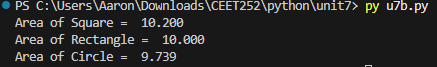 PS C:\Users\Aaron\Downloads\CEET252\python\unit7> py u7b.py
Area of Square =  10.200
Area of Rectangle =  10.000
Area of Circle =  9.739